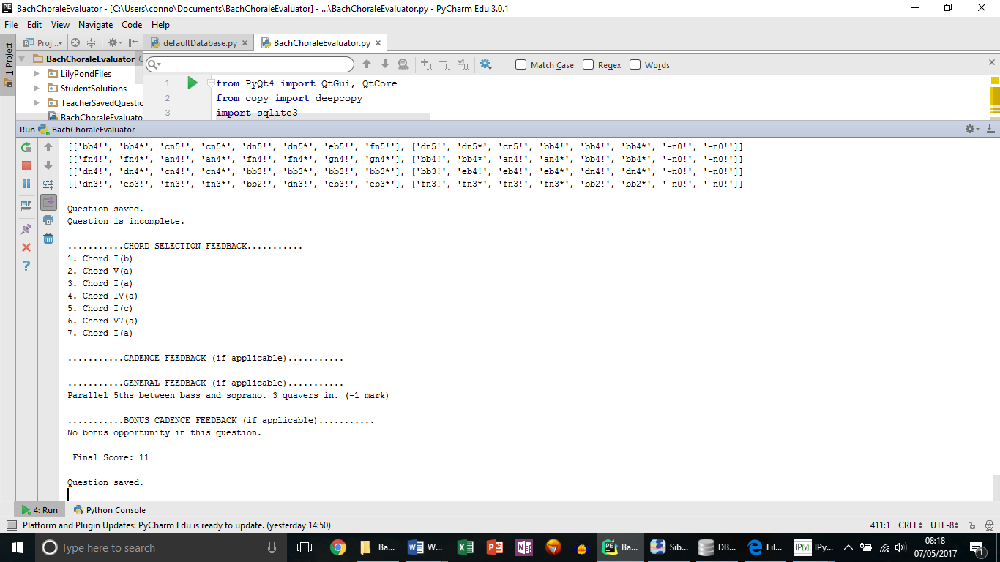 BachChoraleEvaluator - [C:\Users\conno\Documents\BachChoraleEvaluator] - ...\BachChoraleEvaluator.py - PyCharm Edu 3.0.1
File Edit View Navigate Code Help
1: Project
Proj... defaultDatabase.py BachChoraleEvaluator.py
BachChoraleEvaluator
LilyPondFiles
StudentSolutions
TeacherSavedQuestic
BachChoraleEvaluato
Match Case Regex Words
1 from PyQt4 import QtGui, QtCore
2 from copy import deepcopy
3 import sqlite3
Run BachChoraleEvaluator
[['bb4!', 'bb4*', 'cn5!', 'cn5*', 'dn5!', 'dn5*', 'eb5!', 'fn5!'], ['dn5!', 'dn5*', 'cn5!', 'bb4!', 'bb4!', 'bb4*', '-n0!', '-n0!']]
[['fn4!', 'fn4*', 'an4!', 'an4*', 'fn4!', 'fn4*', 'gn4!', 'gn4*'], ['bb4!', 'bb4*', 'an4!', 'an4*', 'bb4!', 'bb4*', '-n0!', '-n0!']]
[['dn4!', 'dn4*', 'cn4!', 'cn4*', 'bb3!', 'bb3*', 'bb3!', 'bb3*'], ['bb3!', 'eb4!', 'eb4!', 'eb4*', 'dn4!', 'dn4*', '-n0!', '-n0!']]
[['dn3!', 'eb3!', 'fn3!', 'fn3*', 'bb2!', 'dn3!', 'eb3!', 'eb3*'], ['fn3!', 'fn3*', 'fn3!', 'fn3*', 'bb2!', 'bb2*', '-n0!', '-n0!']]
Question saved.
Question is incomplete.
...........CHORD SELECTION FEEDBACK...........
1. Chord I(b)
2. Chord V(a)
3. Chord I(a)
4. Chord IV(a)
5. Chord I(c)
6. Chord V7(a)
7. Chord I(a)
...........CADENCE FEEDBACK (if applicable)...........
...........GENERAL FEEDBACK (if applicable)...........
Parallel 5ths between bass and soprano. 3 quavers in. (-1 mark)
...........BONUS CADENCE FEEDBACK (if applicable)...........
No bonus opportunity in this question.
Final Score: 11
Question saved.
4: Run Python Console
Platform and Plugin Updates: PyCharm Edu is ready to update. (yesterday 14:50) 411:1 CRLF UTF-8
Type here to search Ba... W... Ba... Sib... DB... Lil... IPy... 08:18
07/05/2017